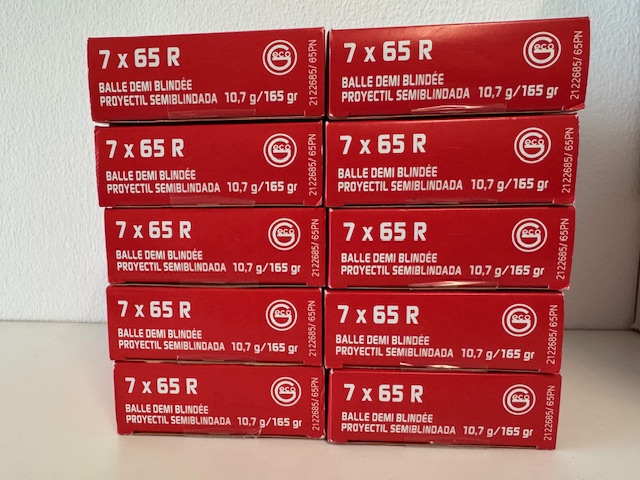 7 x 65 R
geco
BALLE DEMI BLINDÉE
PROYECTIL SEMIBLINDADA 10,7 g/165 gr
2122685/ 65PN
7 x 65 R
geco
BALLE DEMI BLINDÉE
PROYECTIL SEMIBLINDADA 10,7 g/165 gr
2122685/ 65PN
7 x 65 R
geco
BALLE DEMI BLINDÉE
PROYECTIL SEMIBLINDADA 10,7 g/165 gr
2122685/ 65PN
7 x 65 R
geco
BALLE DEMI BLINDÉE
PROYECTIL SEMIBLINDADA 10,7 g/165 gr
2122685/ 65PN
7 x 65 R
geco
BALLE DEMI BLINDÉE
PROYECTIL SEMIBLINDADA 10,7 g/165 gr
2122685/ 65PN
7 x 65 R
geco
BALLE DEMI BLINDÉE
PROYECTIL SEMIBLINDADA 10,7 g/165 gr
2122685/ 65PN
7 x 65 R
geco
BALLE DEMI BLINDÉE
PROYECTIL SEMIBLINDADA 10,7 g/165 gr
2122685/ 65PN
7 x 65 R
geco
BALLE DEMI BLINDÉE
PROYECTIL SEMIBLINDADA 10,7 g/165 gr
2122685/ 65PN
7 x 65 R
geco
BALLE DEMI BLINDÉE
PROYECTIL SEMIBLINDADA 10,7 g/165 gr
2122685/ 65PN
7 x 65 R
geco
BALLE DEMI BLINDÉE
PROYECTIL SEMIBLINDADA 10,7 g/165 gr
2122685/ 65PN